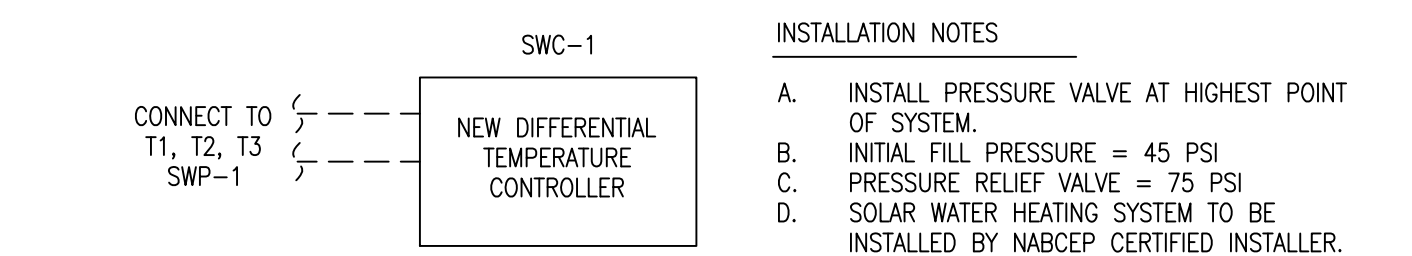 SWC-1
CONNECT TO
T1, T2, T3
SWP-1
NEW DIFFERENTIAL
TEMPERATURE
CONTROLLER
INSTALLATION NOTES
A. INSTALL PRESSURE VALVE AT HIGHEST POINT
OF SYSTEM.
B. INITIAL FILL PRESSURE = 45 PSI
C. PRESSURE RELIEF VALVE = 75 PSI
D. SOLAR WATER HEATING SYSTEM TO BE
INSTALLED BY NABCEP CERTIFIED INSTALLER.